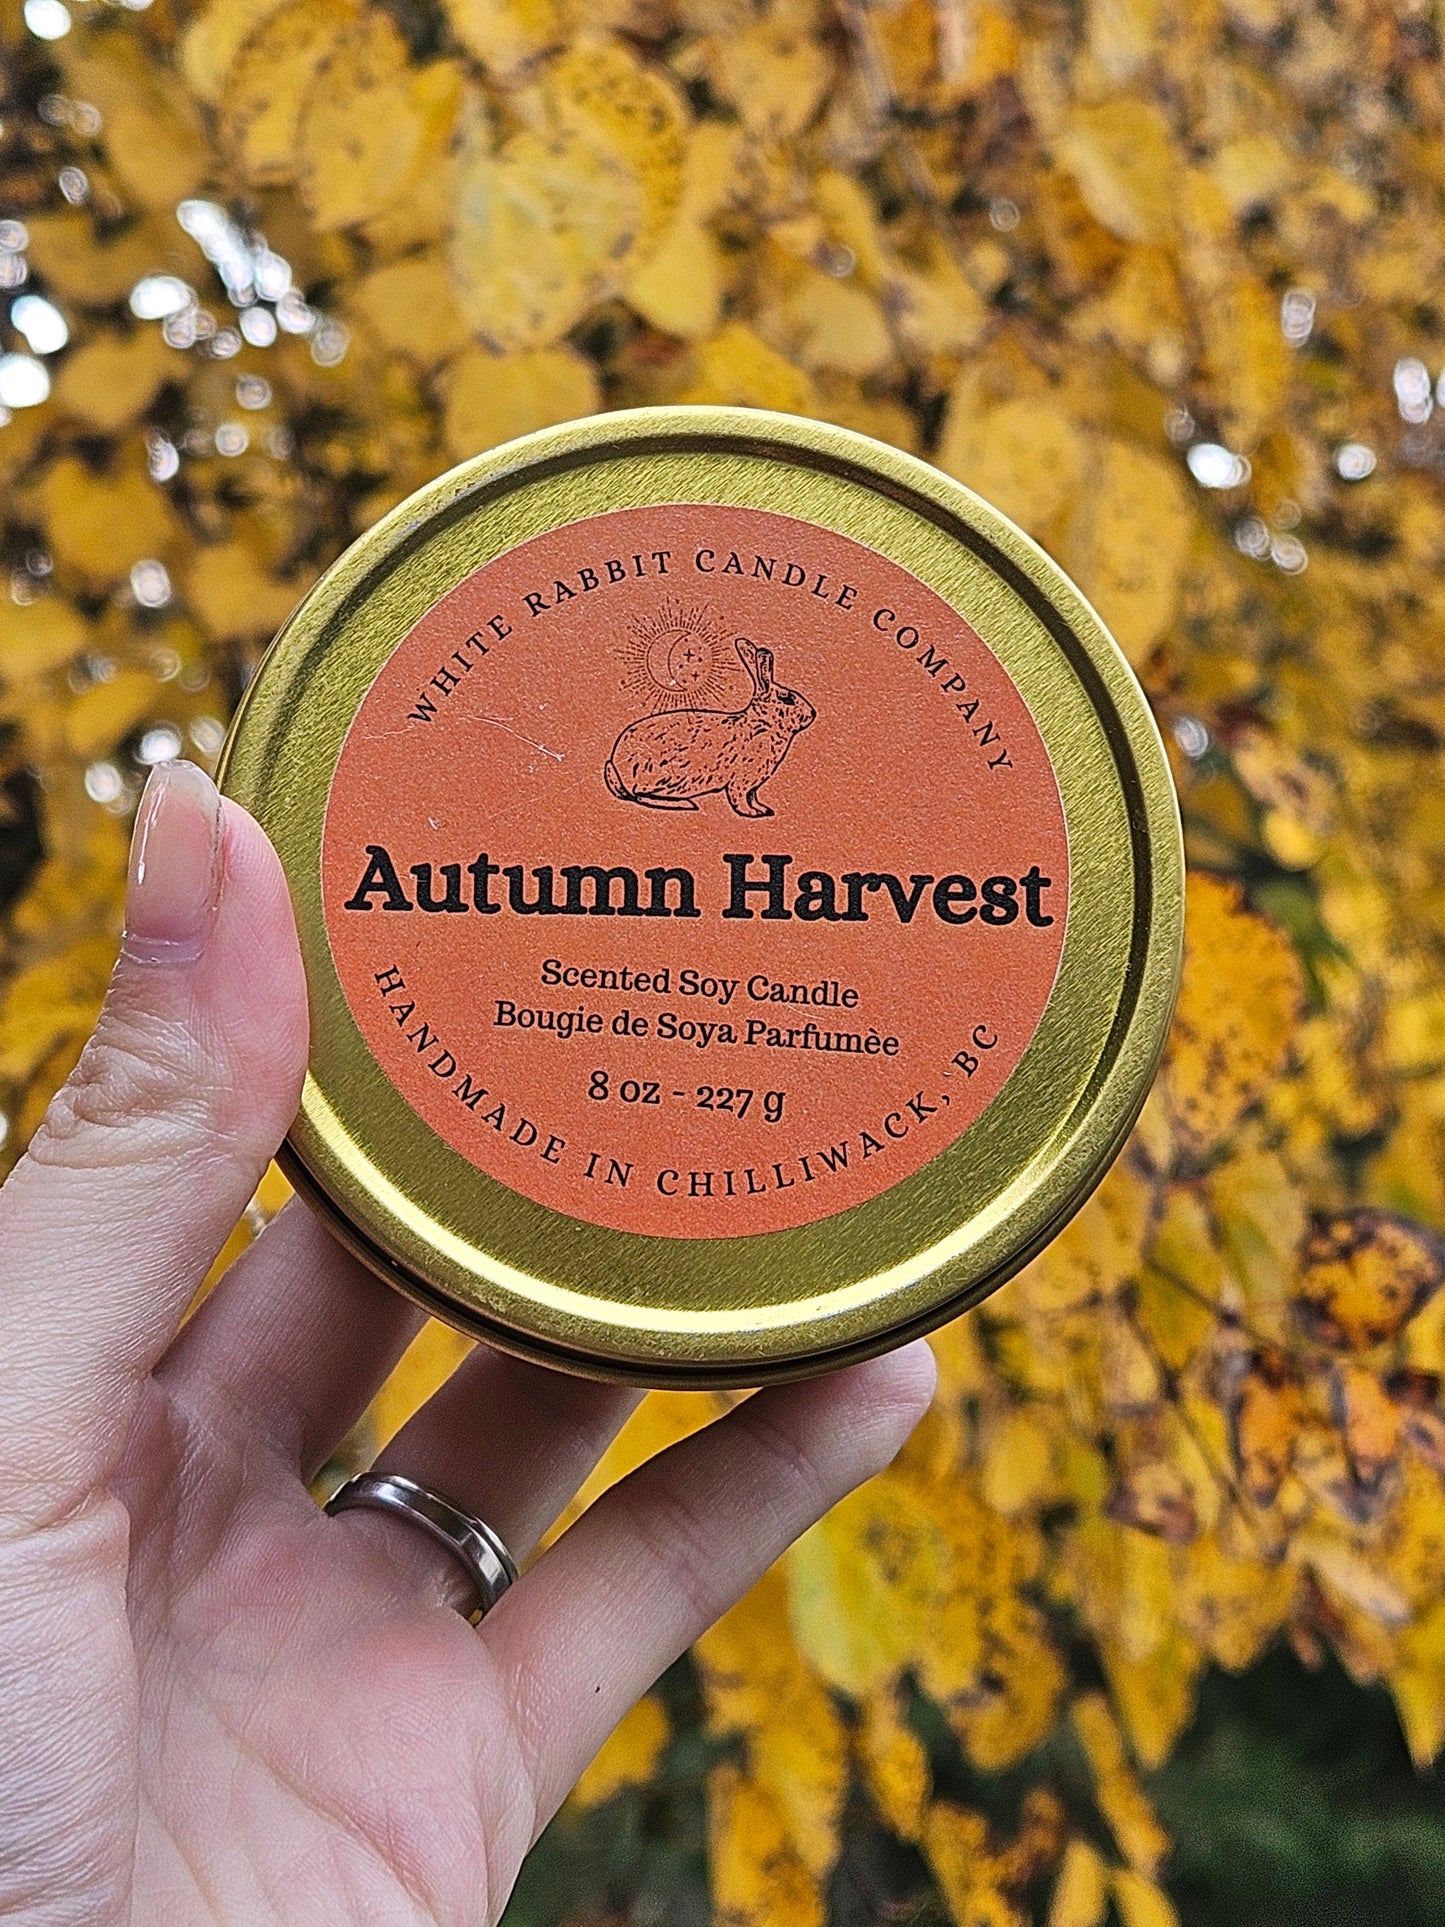 WHITE RABBIT CANDLE COMPANY
Autumn Harvest
Scented Soy Candle
Bougie de Soya Parfumèe
8 oz - 227 g
HANDMADE IN CHILLIWACK, BC